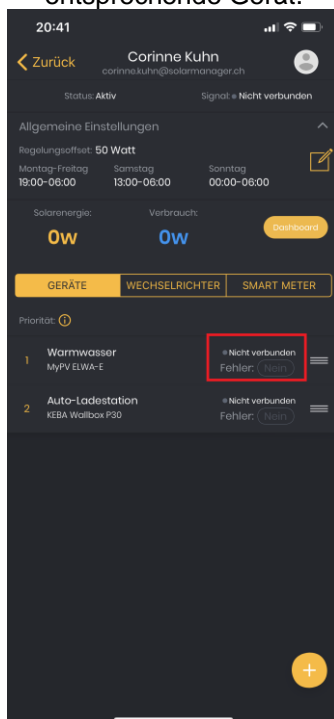 entsprechende Gerät.
20:41
Zurück
Corinne Kuhn
corinne.kuhn@solarmanager.ch
Status: Aktiv Signal: Nicht verbunden
Allgemeine Einstellungen
Regelungsoffset: 50 Watt
Montag-Freitag Samstag Sonntag
19:00-06:00 13:00-06:00 00:00-06:00
Solarenergie: Verbrauch:
0w 0w Dashboard
GERÄTE WECHSELRICHTER SMART METER
Priorität:
1 Warmwasser Nicht verbunden
MyPV ELWA-E Fehler: Nein
2 Auto-Ladestation Nicht verbunden
KEBA Wallbox P30 Fehler: Nein